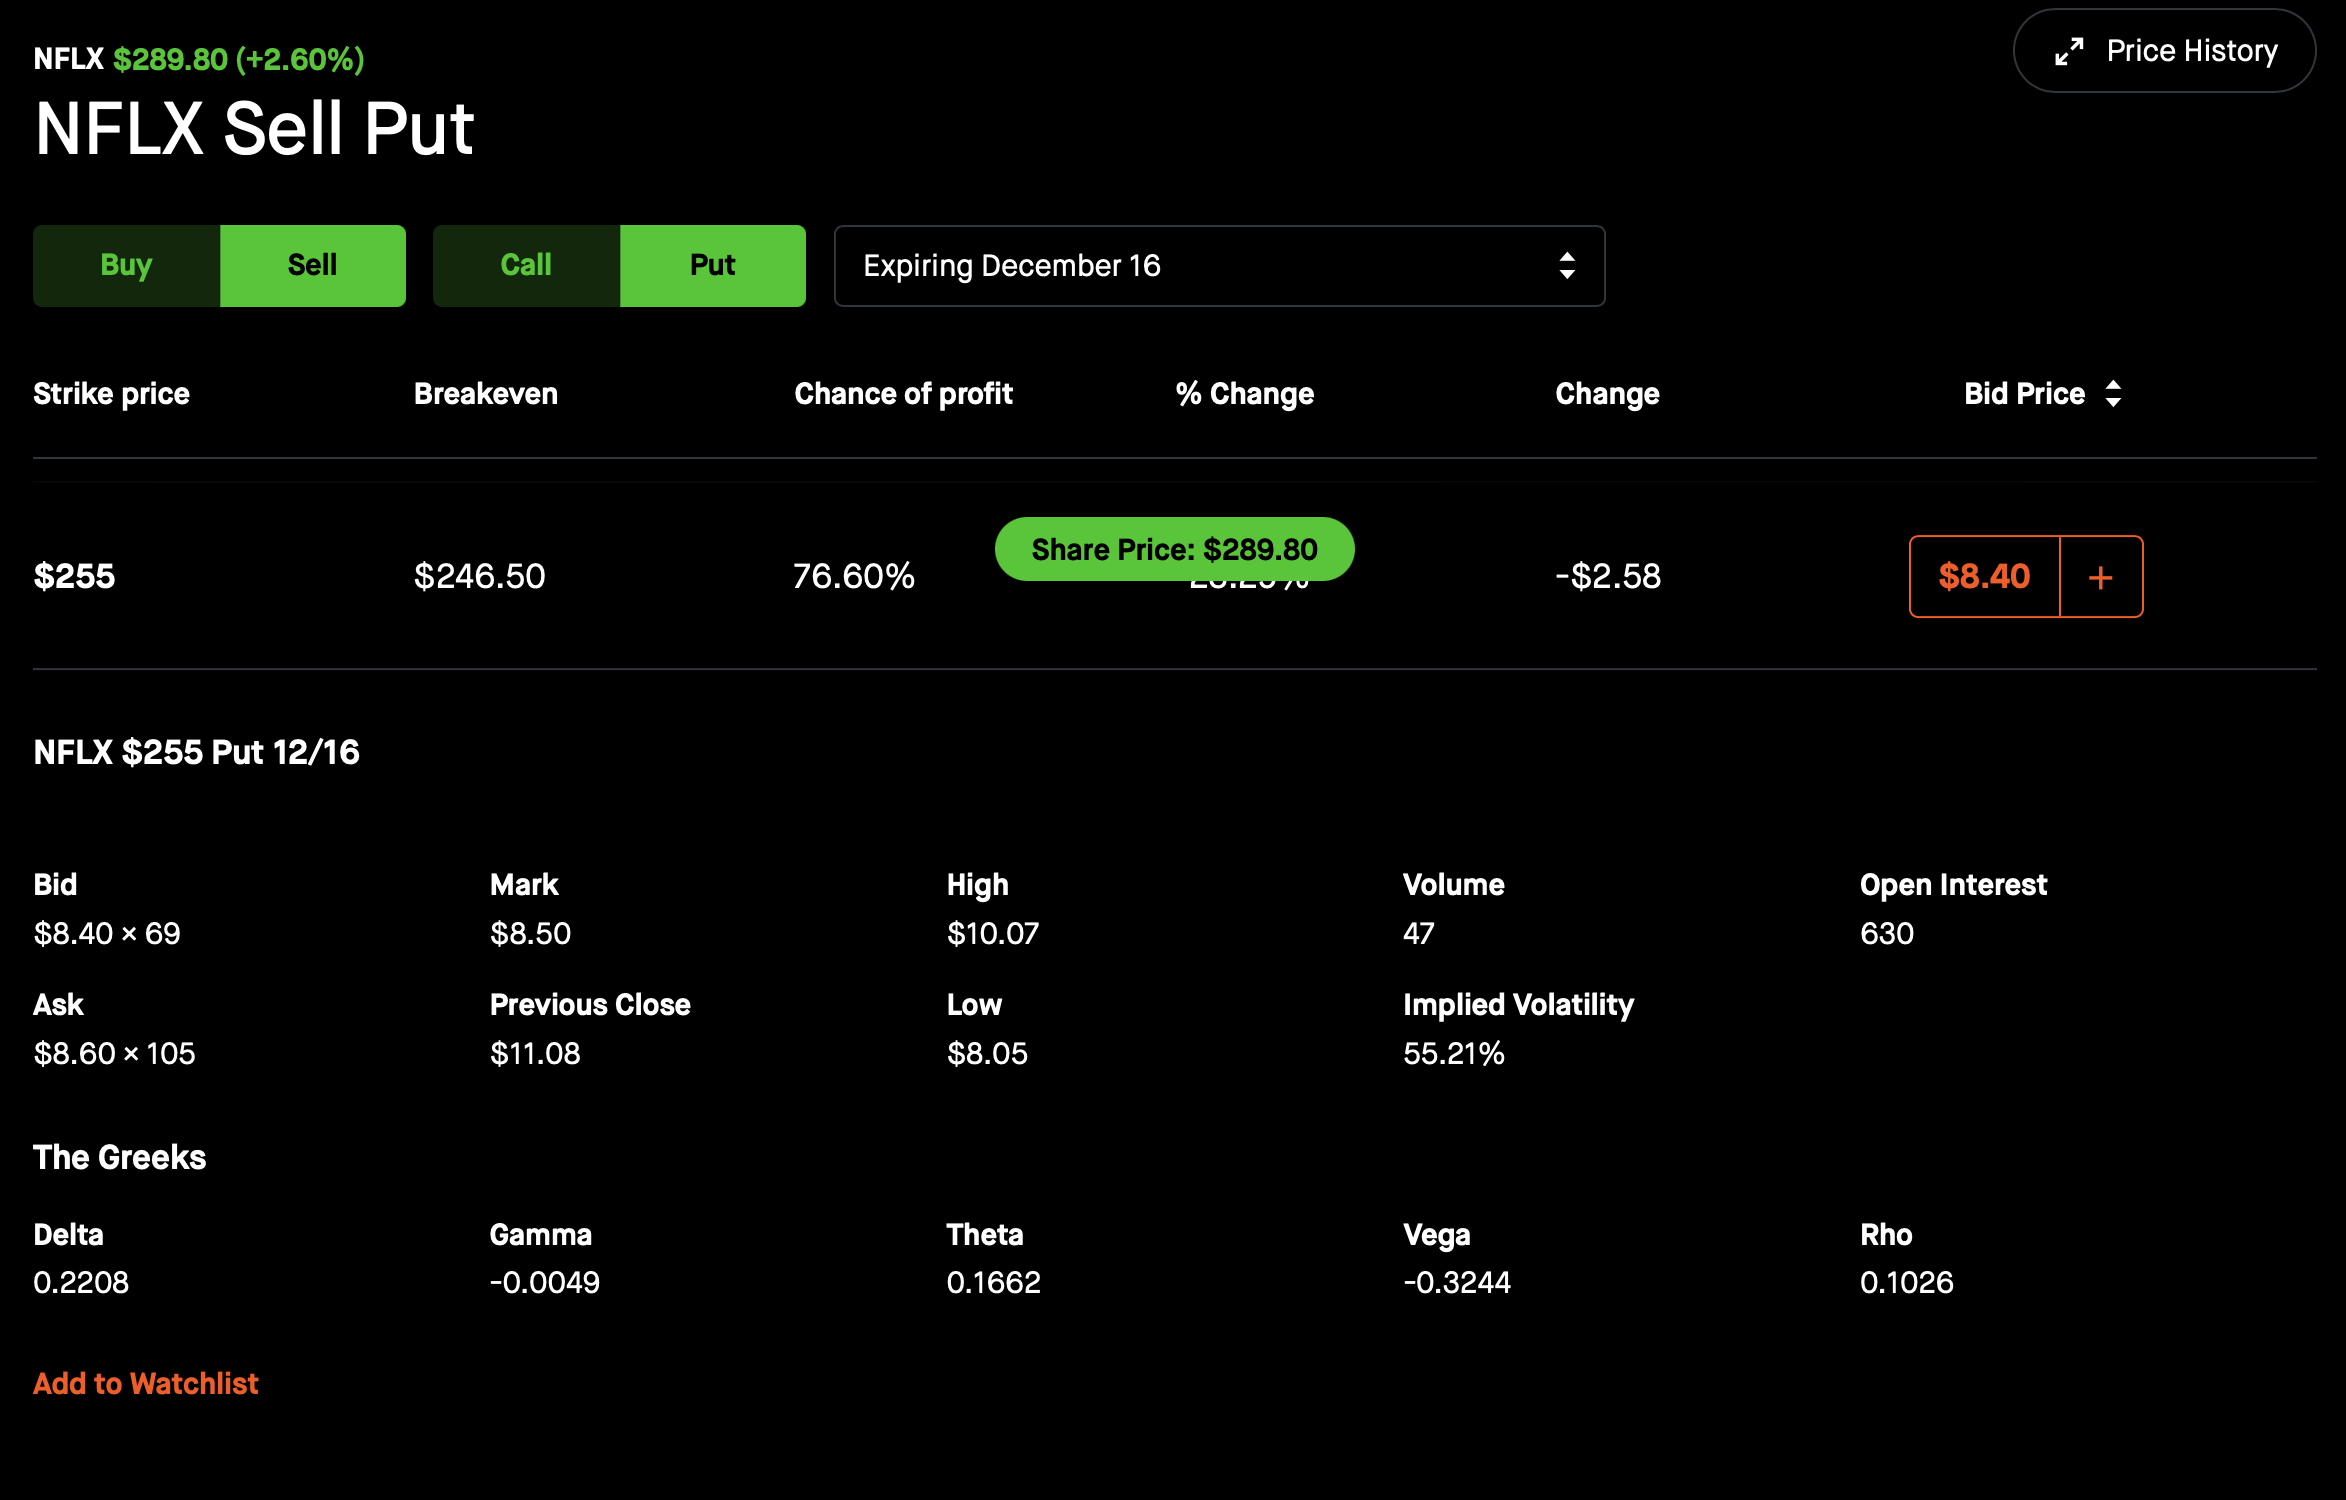 NFLX $289.80 (+2.60%)
Price History
NFLX Sell Put
Buy Sell Call Put Expiring December 16
Strike price Breakeven Chance of profit % Change Change Bid Price
Share Price: $289.80
$255 $246.50 76.60% -$2.58 $8.40 +
NFLX $255 Put 12/16
Bid Mark High Volume Open Interest
$8.40 × 69 $8.50 $10.07 47 630
Ask Previous Close Low Implied Volatility
$8.60 × 105 $11.08 $8.05 55.21%
The Greeks
Delta Gamma Theta Vega Rho
0.2208 -0.0049 0.1662 -0.3244 0.1026
Add to Watchlist